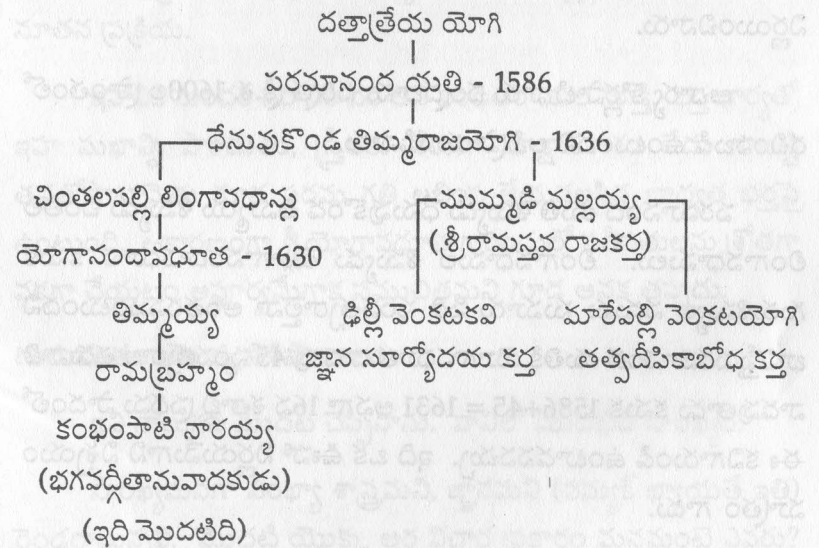 దత్తాత్రేయ యోగి
పరమానంద యతి - 1586
ధేనువుకొండ తిమ్మరాజయోగి - 1636
చింతలపల్లి లింగావధాన్లు
ముమ్మడి మల్లయ్య
(శ్రీరామస్తవ రాజకర్త)
యోగానందావధూత - 1630
తిమ్మయ్య
ఢిల్లీ వెంకటకవి
మారేపల్లి వెంకటయోగి
జ్ఞాన సూర్యోదయ కర్త
తత్వదీపికాబోధ కర్త
రామబ్రహ్మం
కంభంపాటి నారయ్య
(భగవద్గీతానువాదకుడు)
(ఇది మొదటిది)